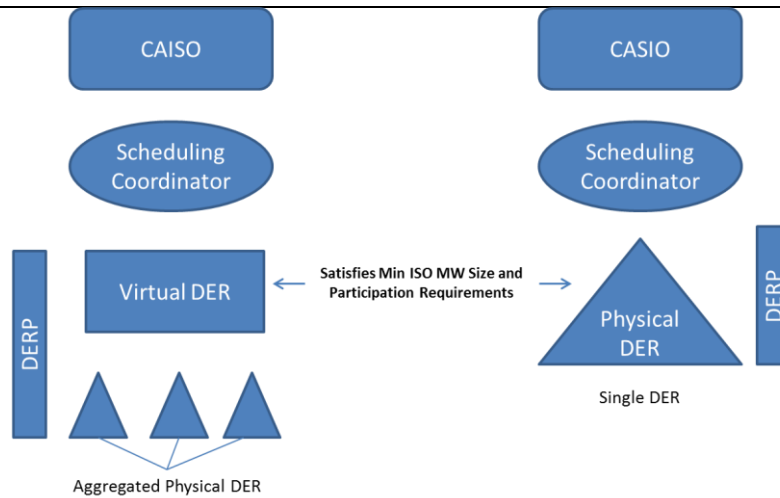 CAISO
CASIO
Scheduling
Coordinator
Scheduling
Coordinator
DERP
Virtual DER
Satisfies Min ISO MW Size and
Participation Requirements
Physical
DER
DERP
Single DER
Aggregated Physical DER